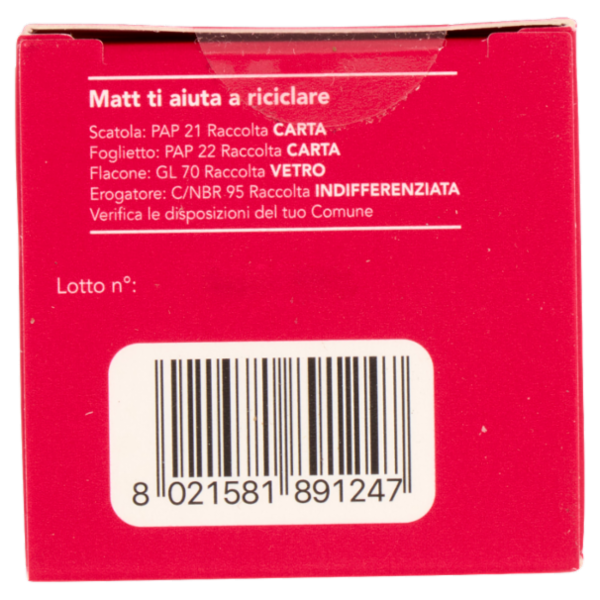 Matt ti aiuta a riciclare
Scatola: PAP 21 Raccolta CARTA
Foglietto: PAP 22 Raccolta CARTA
Flacone: GL 70 Raccolta VETRO
Erogatore: C/NBR 95 Raccolta INDIFFERENZIATA
Verifica le disposizioni del tuo Comune
Lotto n°:
8 021581 891247